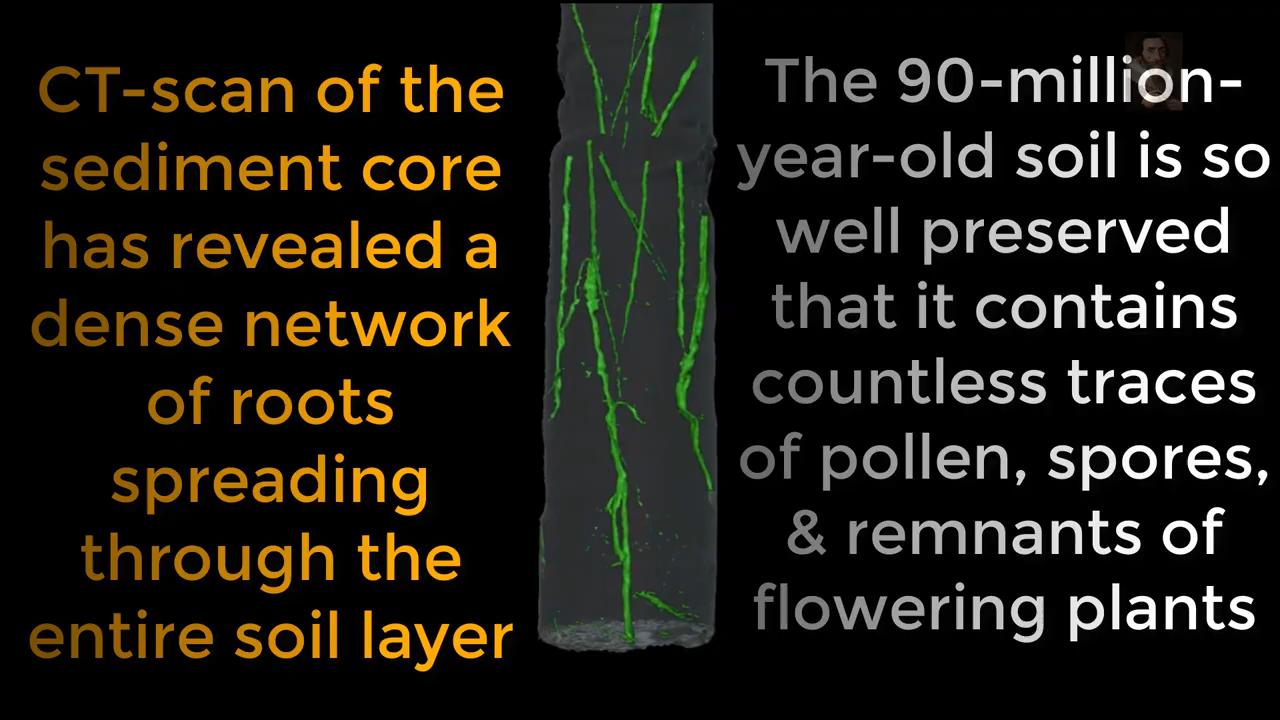 CT-scan of the
sediment core
has revealed a
dense network
of roots
spreading
through the
entire soil layer
The 90-million-
year-old soil is so
well preserved
that it contains
countless traces
of pollen, spores,
& remnants of
flowering plants